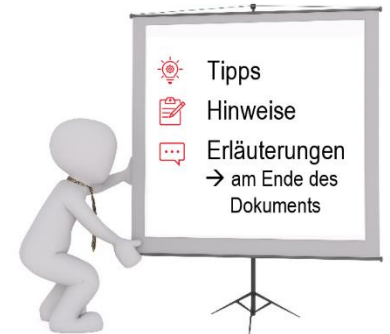 Tipps
Hinweise
Erläuterungen
→ am Ende des
Dokuments